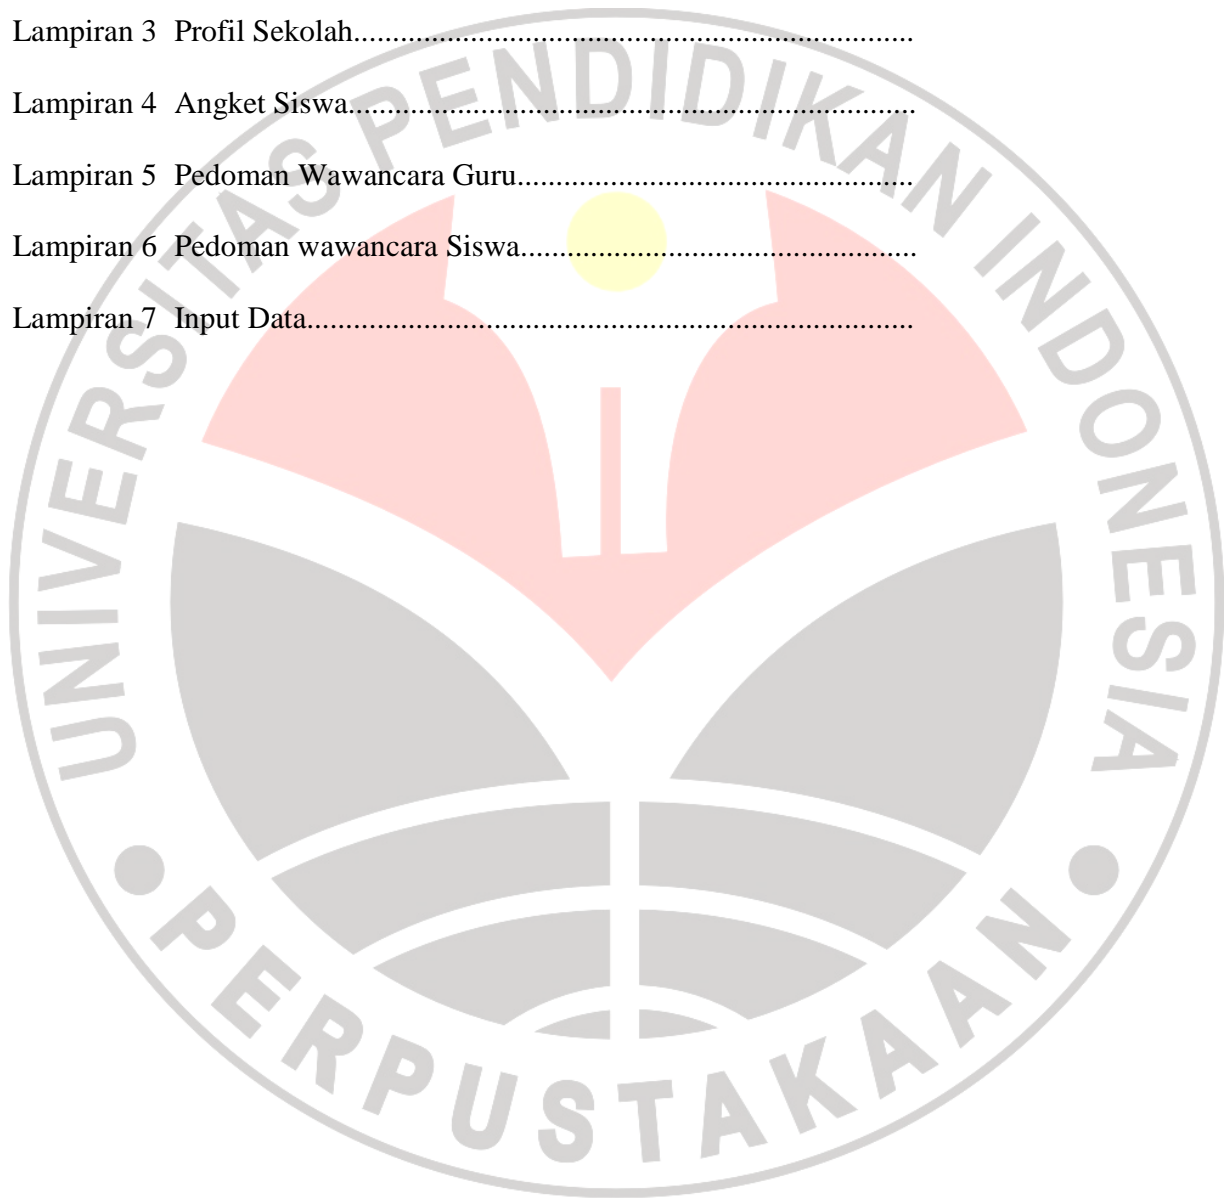 Lampiran 3 Profil Sekolah......................................................................
Lampiran 4 Angket Siswa.......................................................................
Lampiran 5 Pedoman Wawancara Guru..................................................
Lampiran 6 Pedoman wawancara Siswa..................................................
Lampiran 7 Input Data............................................................................
UNIVERSITAS PENDIDIKAN INDONESIA
PERPUSTAKAAN